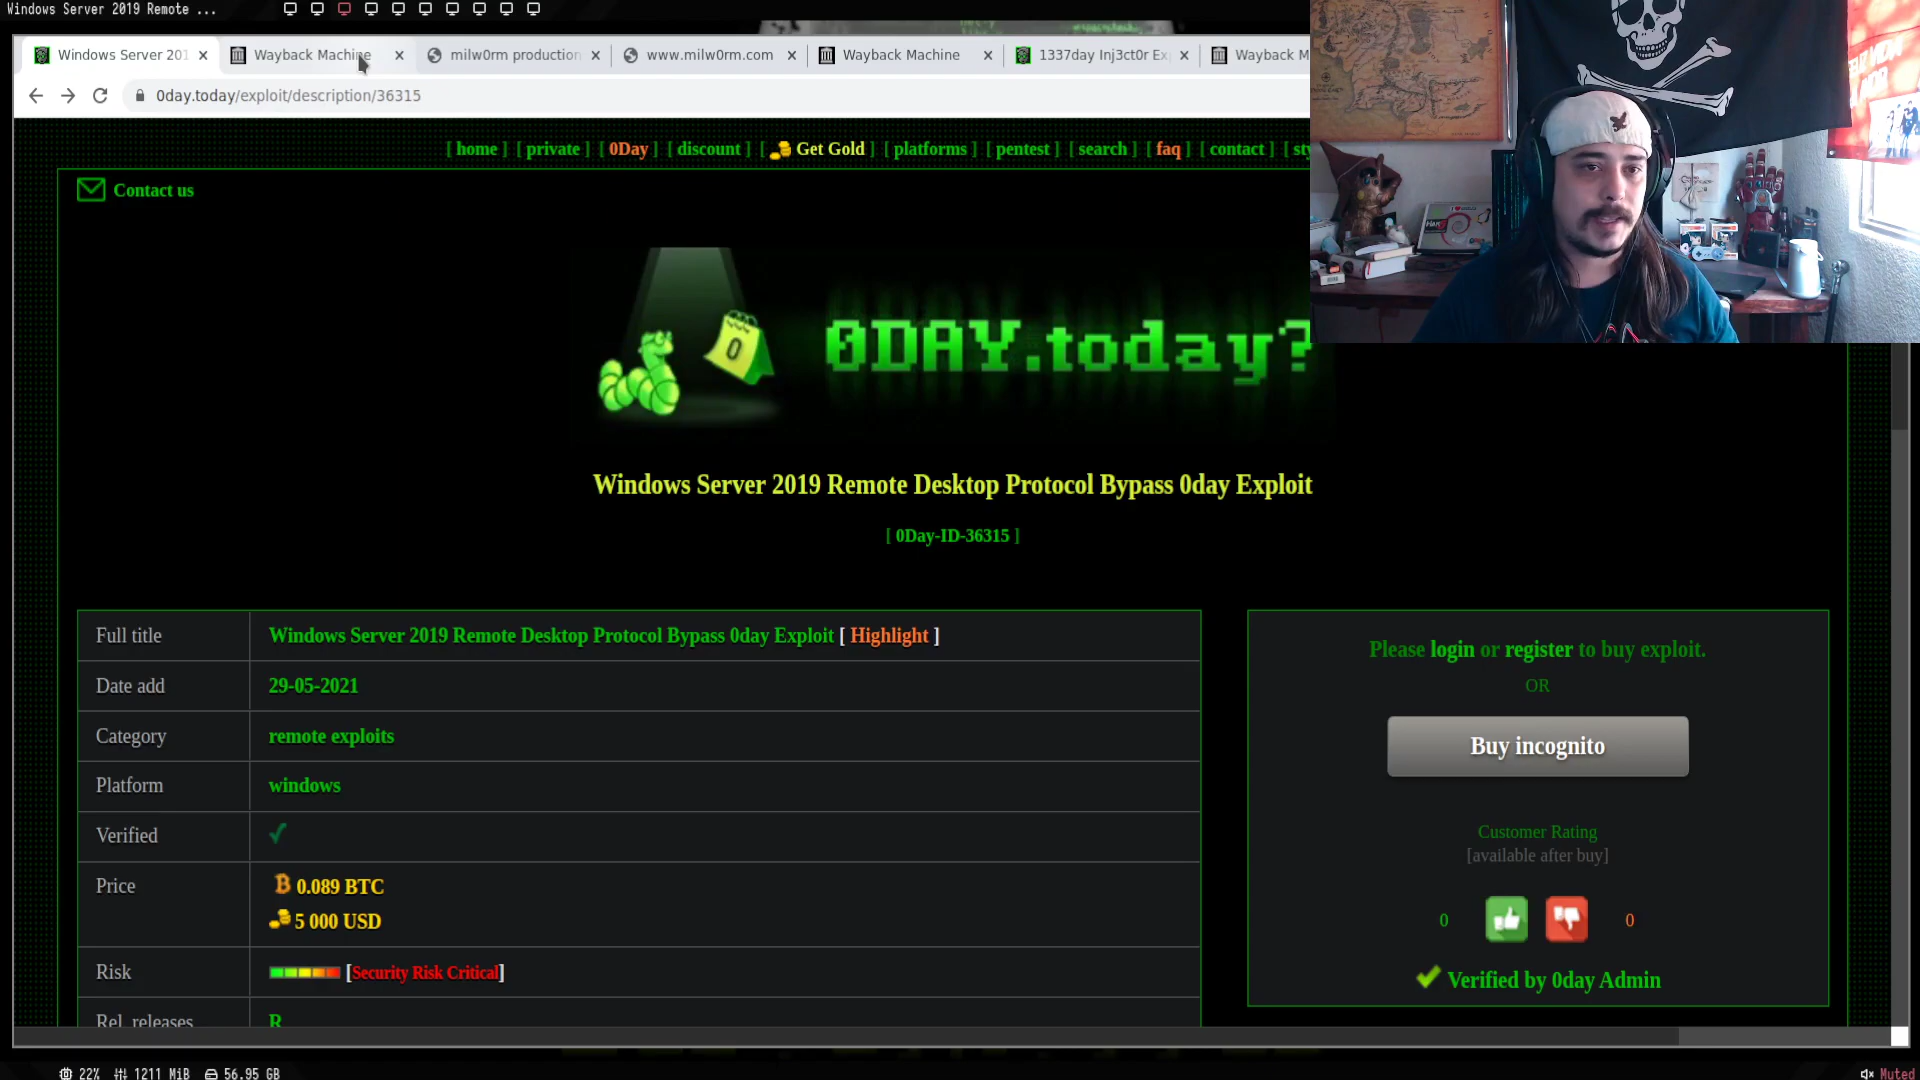 Windows Server 2019 Remote ...
Windows Server 201
Wayback Machine
milw0rm production
www.milw0rm.com
Wayback Machine
1337day Inj3ct0r Ex
Wayback M
0day.today/exploit/description/36315
[ home ] [ private ] [ 0Day ] [ discount ] [ Get Gold ] [ platforms ] [ pentest ] [ search ] [ faq ] [ contact ] [ sty
Contact us
0DAY.today?
Windows Server 2019 Remote Desktop Protocol Bypass 0day Exploit
[ 0Day-ID-36315 ]
Full title
Windows Server 2019 Remote Desktop Protocol Bypass 0day Exploit [ Highlight ]
Date add
29-05-2021
Category
remote exploits
Platform
windows
Verified
Price
0.089 BTC
5 000 USD
Risk
[Security Risk Critical]
Rel. releases
R
Please login or register to buy exploit.
OR
Buy incognito
Customer Rating
[available after buy]
0
0
Verified by 0day Admin
22% 1211 MiB 56.95 GB
Muted